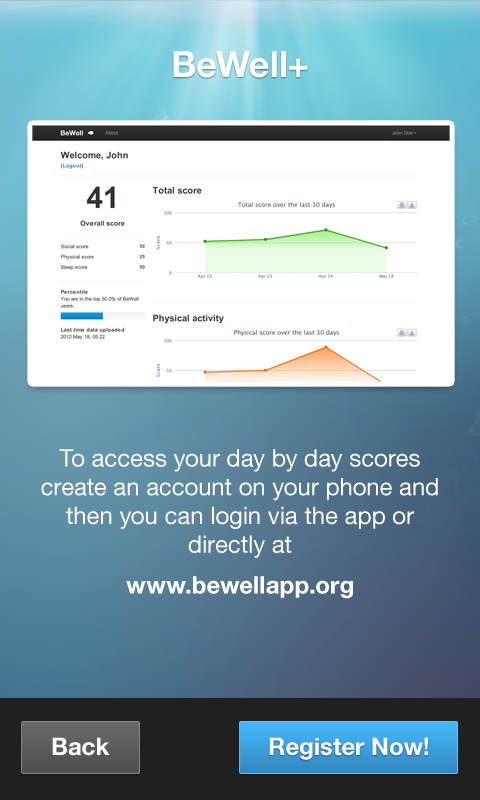 BeWell+
BeWell About John Doe
Welcome, John
(Logout)
41
Overall score
Social score 50
Physical score 25
Sleep score 50
Percentile
You are in the top 50.0% of BeWell
users.
Last time data uploaded
2012 May 18, 05:22
Total score
Total score over the last 30 days
100
50
0
Score
Apr 22 Apr 23 Apr 24 May 18
Physical activity
Physical score over the last 30 days
100
50
Score
To access your day by day scores
create an account on your phone and
then you can login via the app or
directly at
www.bewellapp.org
Back
Register Now!